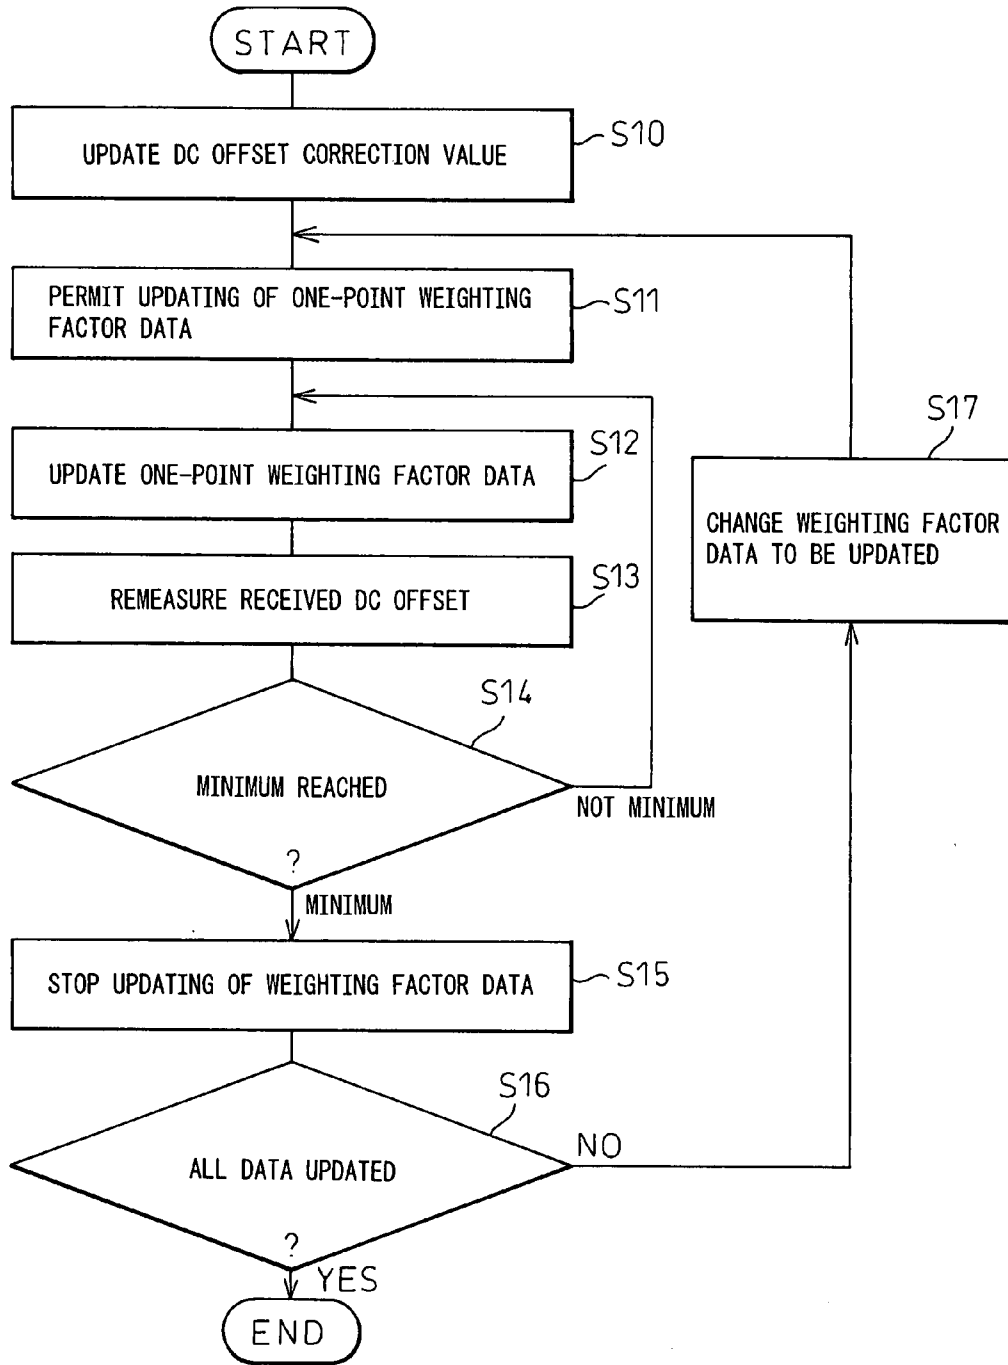 START
UPDATE DC OFFSET CORRECTION VALUE
S10
PERMIT UPDATING OF ONE-POINT WEIGHTING
FACTOR DATA
S11
UPDATE ONE-POINT WEIGHTING FACTOR DATA
S12
S17
CHANGE WEIGHTING FACTOR
DATA TO BE UPDATED
REMEASURE RECEIVED DC OFFSET
S13
S14
MINIMUM REACHED
?
NOT MINIMUM
MINIMUM
STOP UPDATING OF WEIGHTING FACTOR DATA
S15
S16
ALL DATA UPDATED
?
NO
YES
END